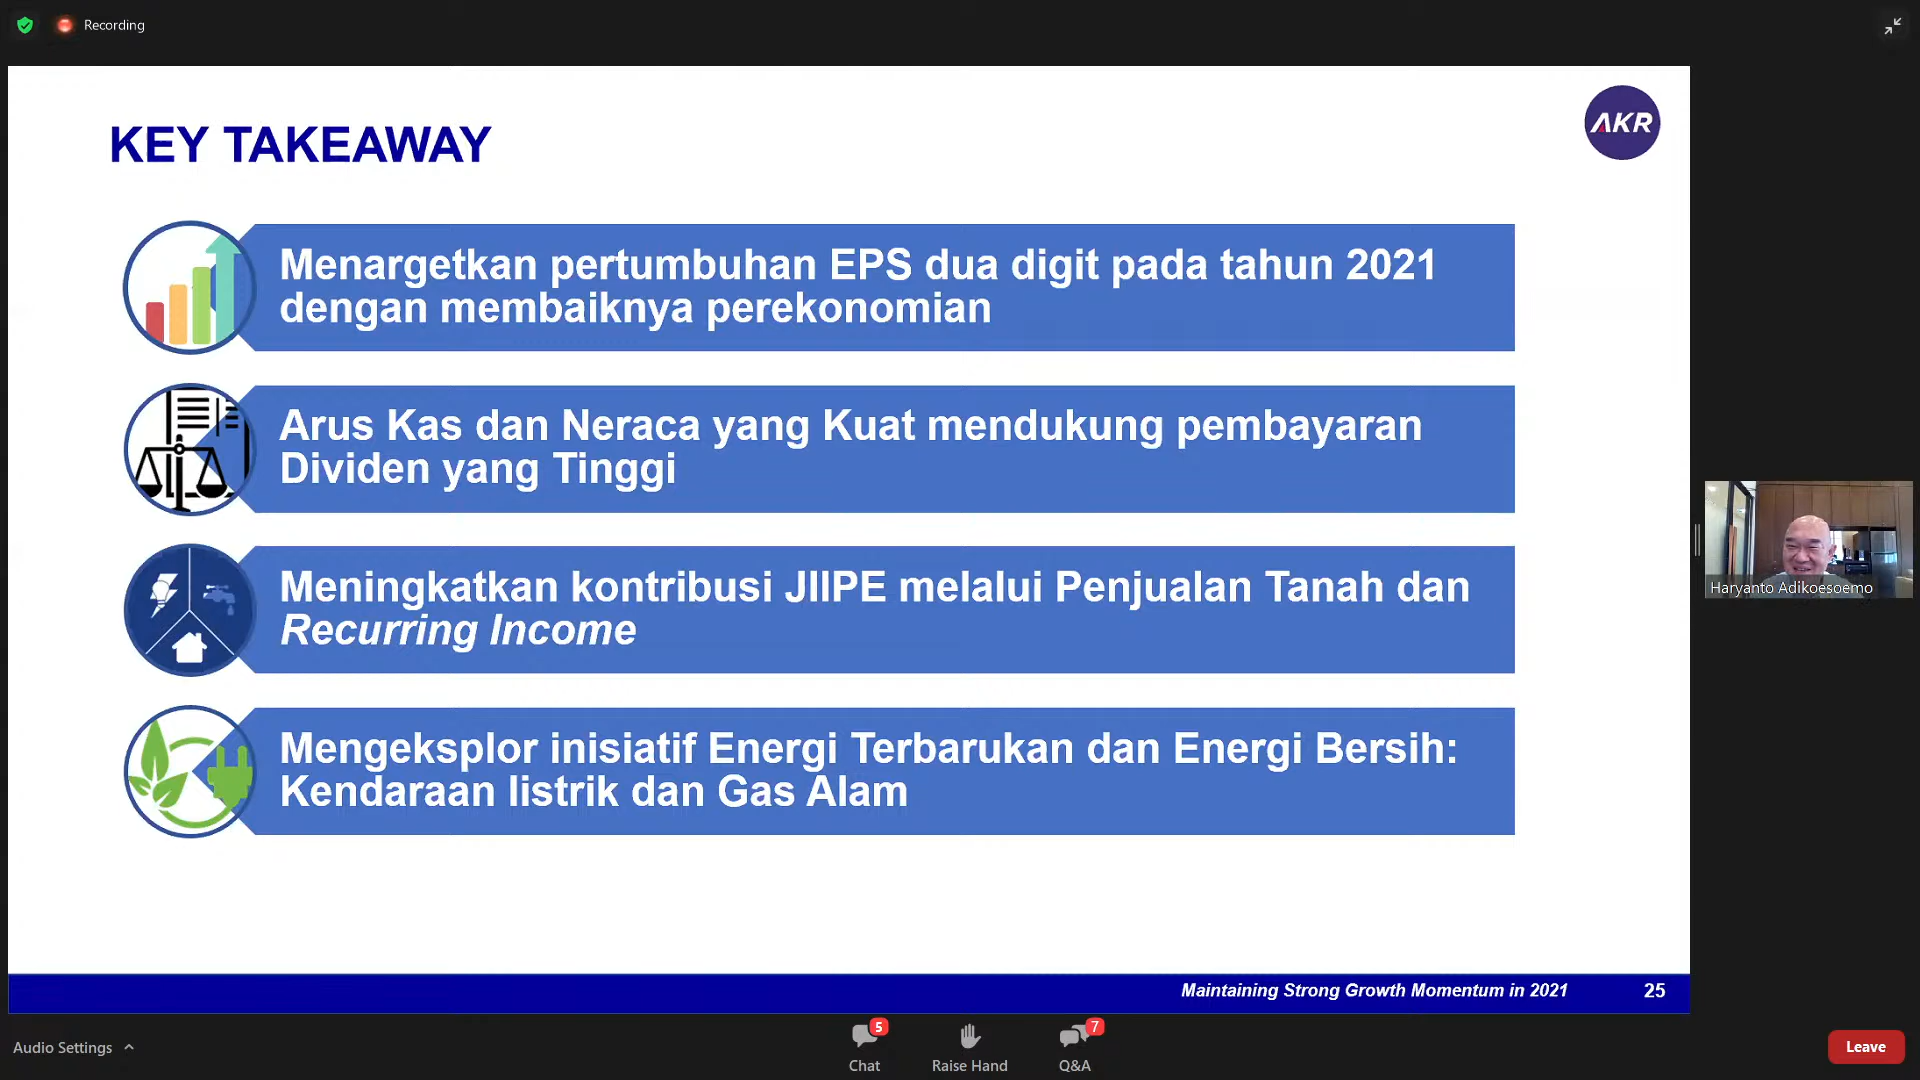 Recording
KEY TAKEAWAY
AKR
Menargetkan pertumbuhan EPS dua digit pada tahun 2021
dengan membaiknya perekonomian
Arus Kas dan Neraca yang Kuat mendukung pembayaran
Dividen yang Tinggi
Meningkatkan kontribusi JIIPE melalui Penjualan Tanah dan
Recurring Income
Mengeksplor inisiatif Energi Terbarukan dan Energi Bersih:
Kendaraan listrik dan Gas Alam
Haryanto Adikoesoemo
Maintaining Strong Growth Momentum in 2021
25
Audio Settings
5
Chat
Raise Hand
7
Q&A
Leave